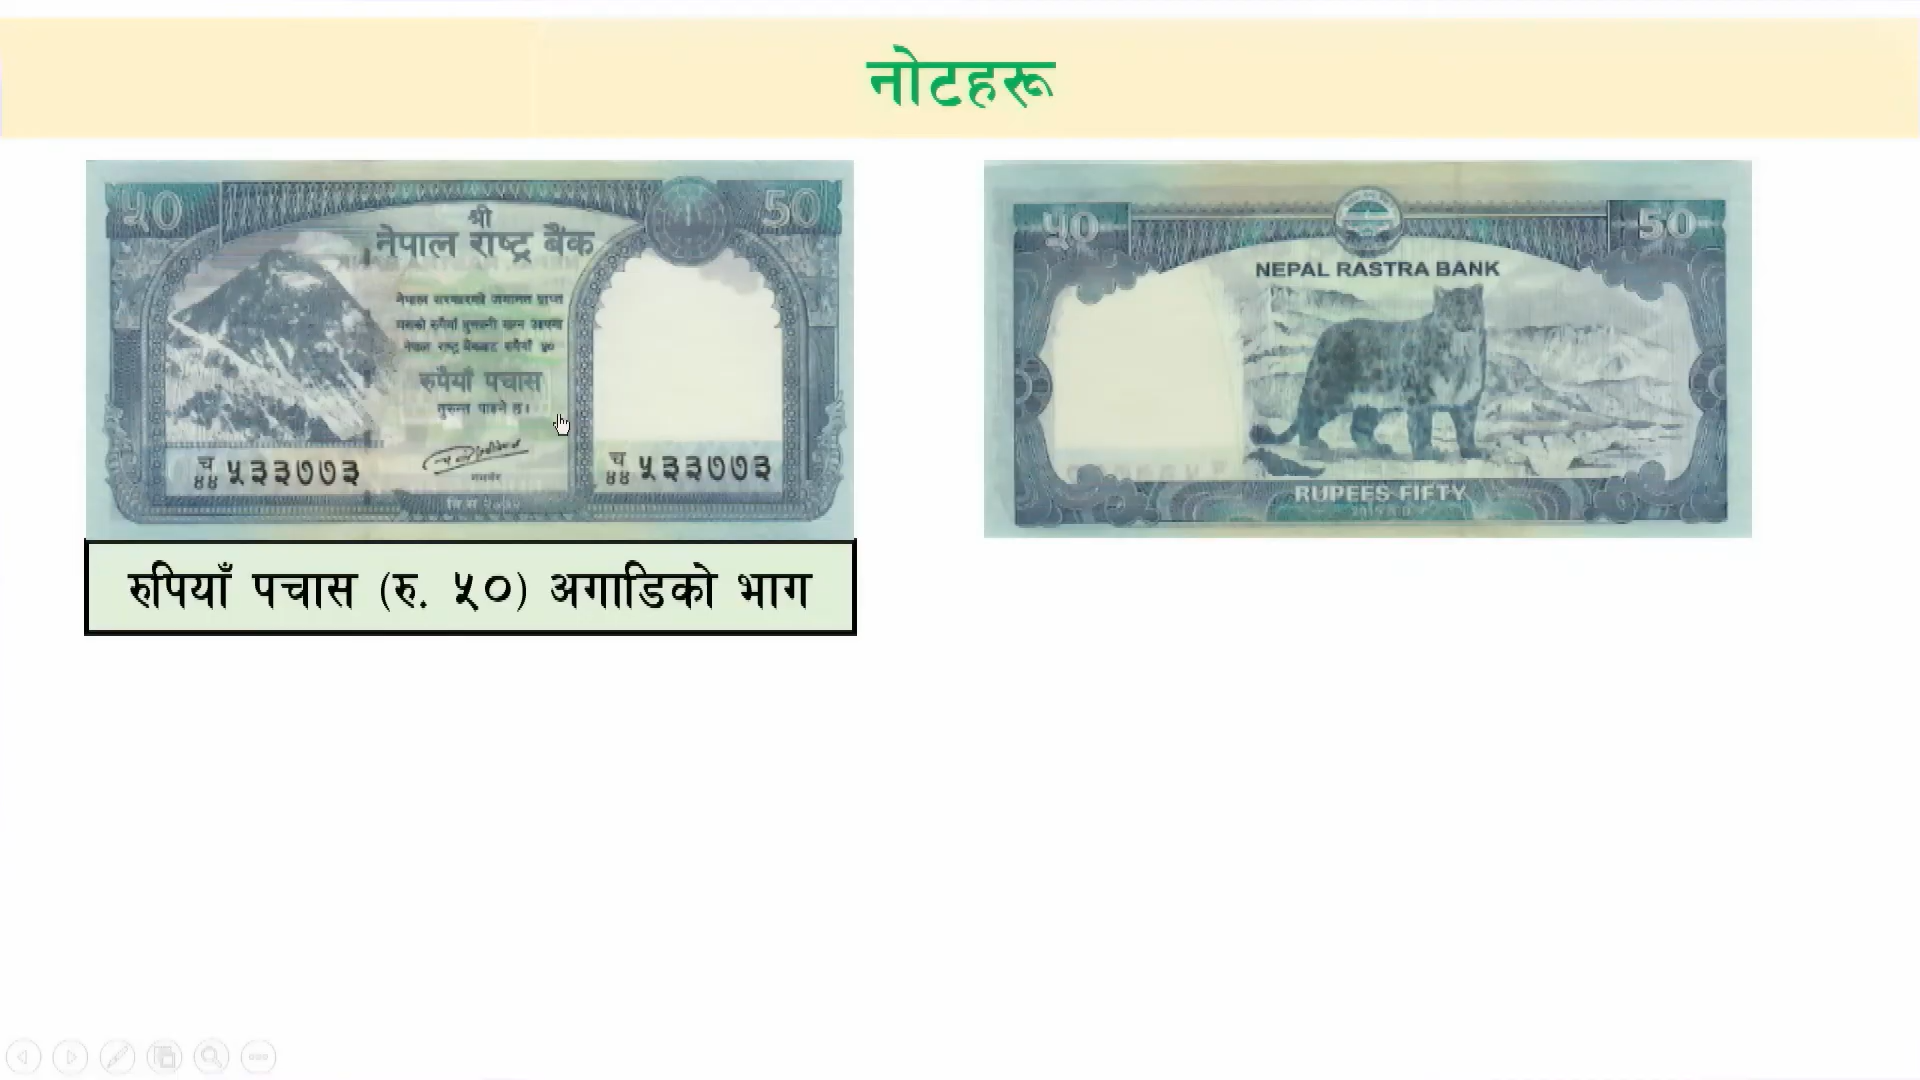 नोटहरू
५० 50
श्री
नेपाल राष्ट्र बैंक
रुपैयाँ पचास
च ४४ ५३३७७३
च ४४ ५३३७७३
रुपियाँ पचास (रु. ५०) अगाडिको भाग
५० 50
NEPAL RASTRA BANK
RUPEES FIFTY